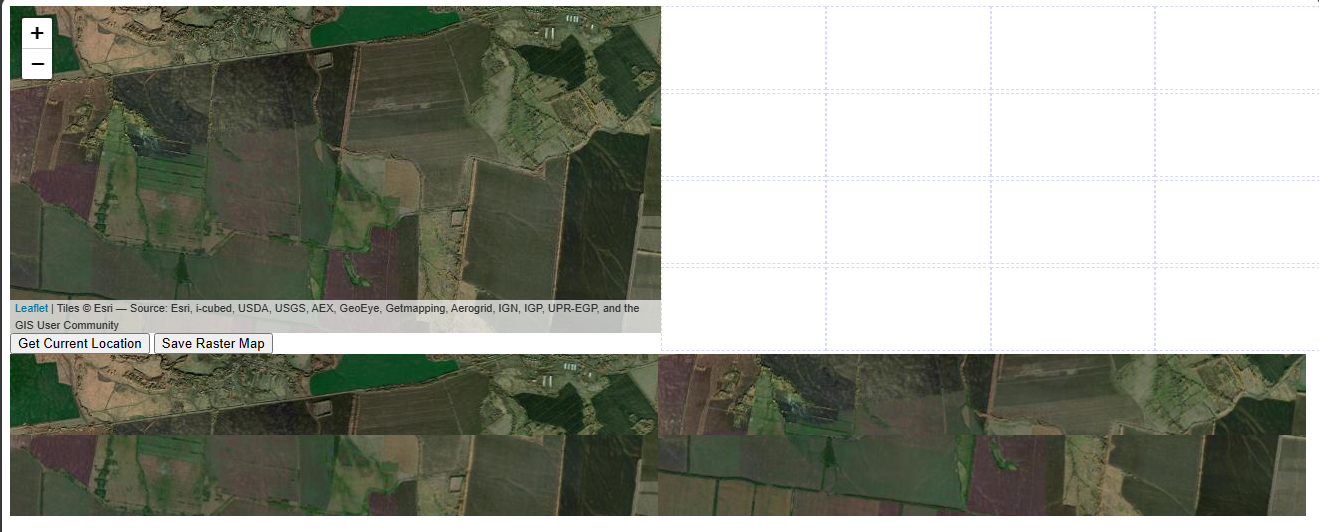 +
−
Leaflet | Tiles © Esri — Source: Esri, i-cubed, USDA, USGS, AEX, GeoEye, Getmapping, Aerogrid, IGN, IGP, UPR-EGP, and the
GIS User Community
Get Current Location Save Raster Map